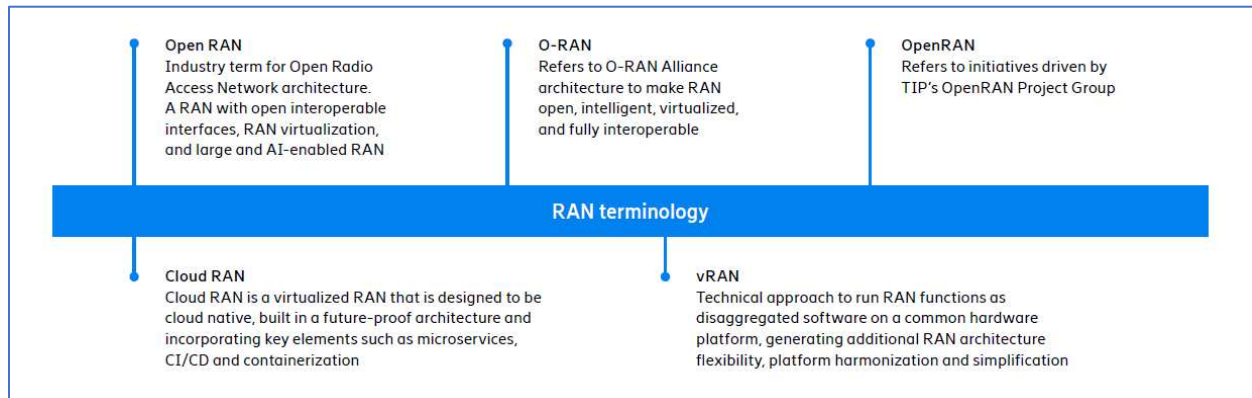 Open RAN
Industry term for Open Radio
Access Network architecture.
A RAN with open interoperable
interfaces, RAN virtualization,
and large and AI-enabled RAN
O-RAN
Refers to O-RAN Alliance
architecture to make RAN
open, intelligent, virtualized,
and fully interoperable
OpenRAN
Refers to initiatives driven by
TIP's OpenRAN Project Group
RAN terminology
Cloud RAN
Cloud RAN is a virtualized RAN that is designed to be
cloud native, built in a future-proof architecture and
incorporating key elements such as microservices,
CI/CD and containerization
vRAN
Technical approach to run RAN functions as
disaggregated software on a common hardware
platform, generating additional RAN architecture
flexibility, platform harmonization and simplification